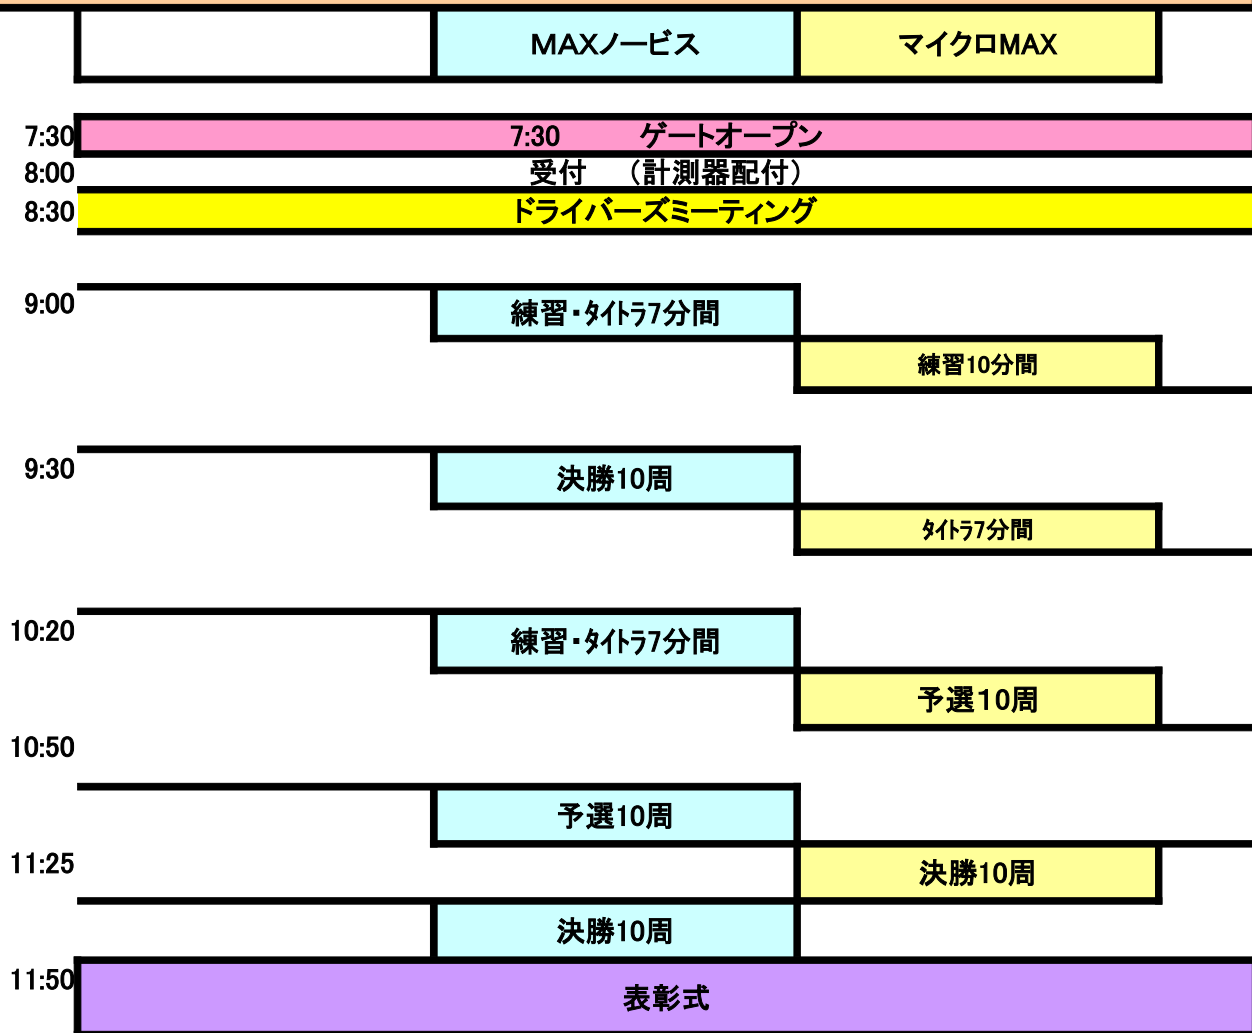 MAXノービス マイクロMAX
7:30 7:30 ゲートオープン
8:00 受付 （計測器配付）
8:30 ドライバーズミーティング
9:00 練習・ﾀｲﾄﾗ7分間
練習10分間
9:30 決勝10周
ﾀｲﾄﾗ7分間
10:20 練習・ﾀｲﾄﾗ7分間
予選10周
10:50
予選10周
11:25 決勝10周
決勝10周
11:50 表彰式